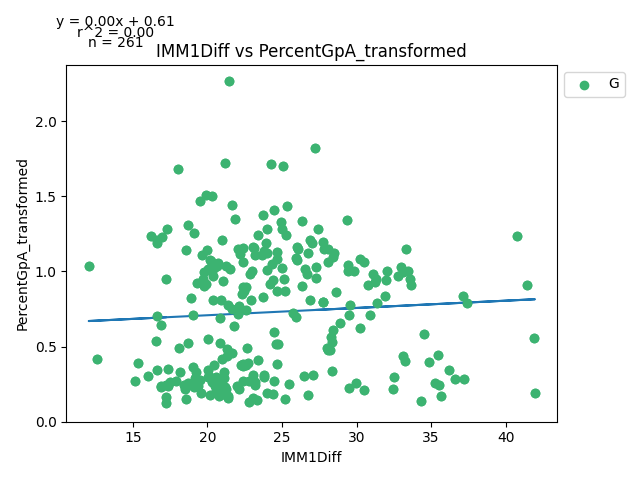 y = 0.00x + 0.61
r^2 = 0.00
n = 261
IMM1Diff vs PercentGpA_transformed
G
PercentGpA_transformed
2.0
1.5
1.0
0.5
0.0
15 20 25 30 35 40
IMM1Diff